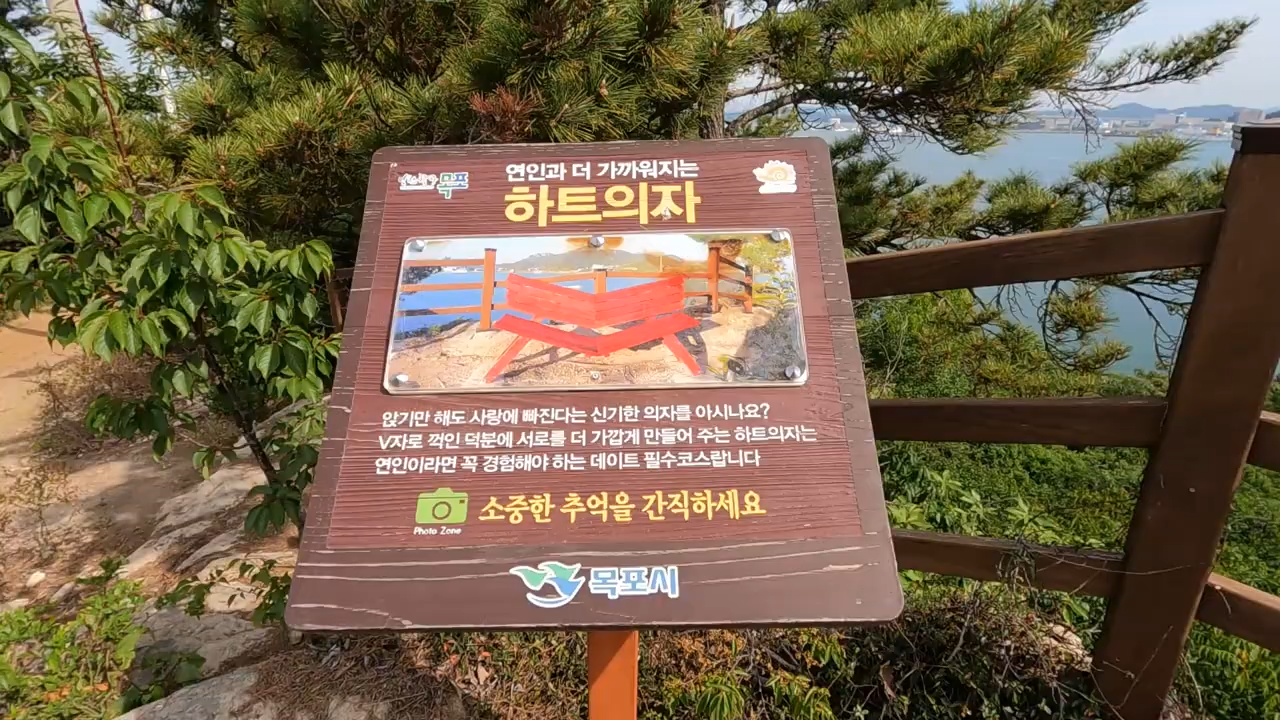 연인과 더 가까워지는
목포
하트의자
앉기만 해도 사랑에 빠진다는 신기한 의자를 아시나요?
V자로 꺽인 덕분에 서로를 더 가깝게 만들어 주는 하트의자는
연인이라면 꼭 경험해야 하는 데이트 필수코스랍니다
소중한 추억을 간직하세요
Photo Zone
목포시